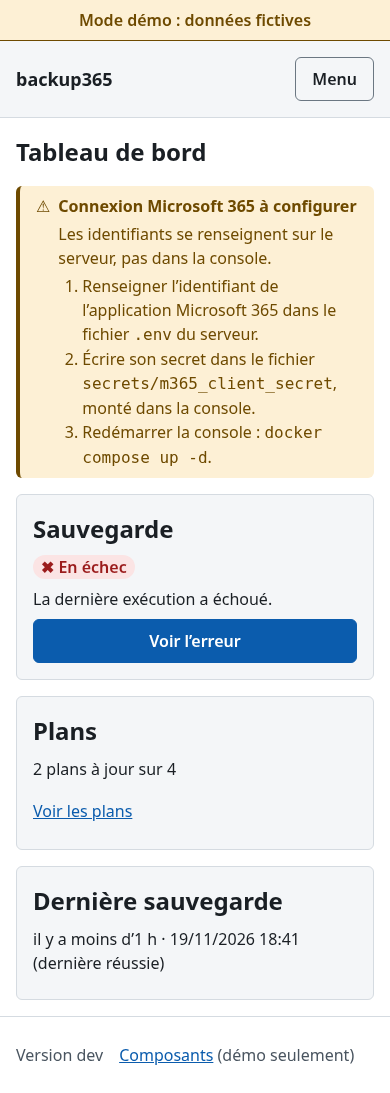 Mode démo : données fictives
backup365
Menu
Tableau de bord
⚠ Connexion Microsoft 365 à configurer
Les identifiants se renseignent sur le
serveur, pas dans la console.
1. Renseigner l’identifiant de
l’application Microsoft 365 dans le
fichier .env du serveur.
2. Écrire son secret dans le fichier
secrets/m365_client_secret,
monté dans la console.
3. Redémarrer la console : docker
compose up -d.
Sauvegarde
✖ En échec
La dernière exécution a échoué.
Voir l’erreur
Plans
2 plans à jour sur 4
Voir les plans
Dernière sauvegarde
il y a moins d’1 h · 19/11/2026 18:41
(dernière réussie)
Version dev Composants (démo seulement)